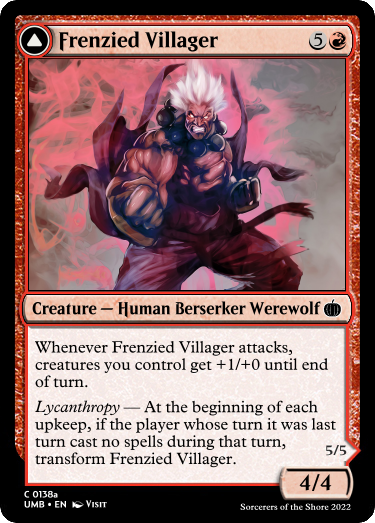 Frenzied Villager 5
Creature — Human Berserker Werewolf
Whenever Frenzied Villager attacks,
creatures you control get +1/+0 until end
of turn.
Lycanthropy — At the beginning of each
upkeep, if the player whose turn it was last
turn cast no spells during that turn,
transform Frenzied Villager.
5/5
4/4
C 0138a
UMB • EN VISIT
Sorcerers of the Shore 2022